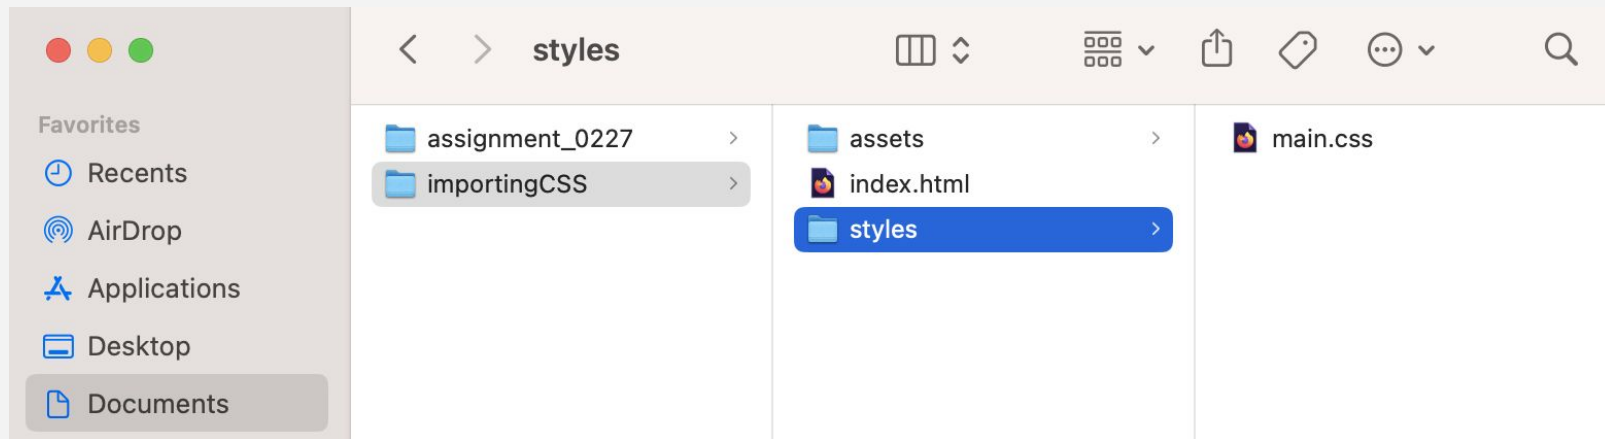 styles
Favorites
Recents
AirDrop
Applications
Desktop
Documents
assignment_0227
importingCSS
assets
index.html
styles
main.css